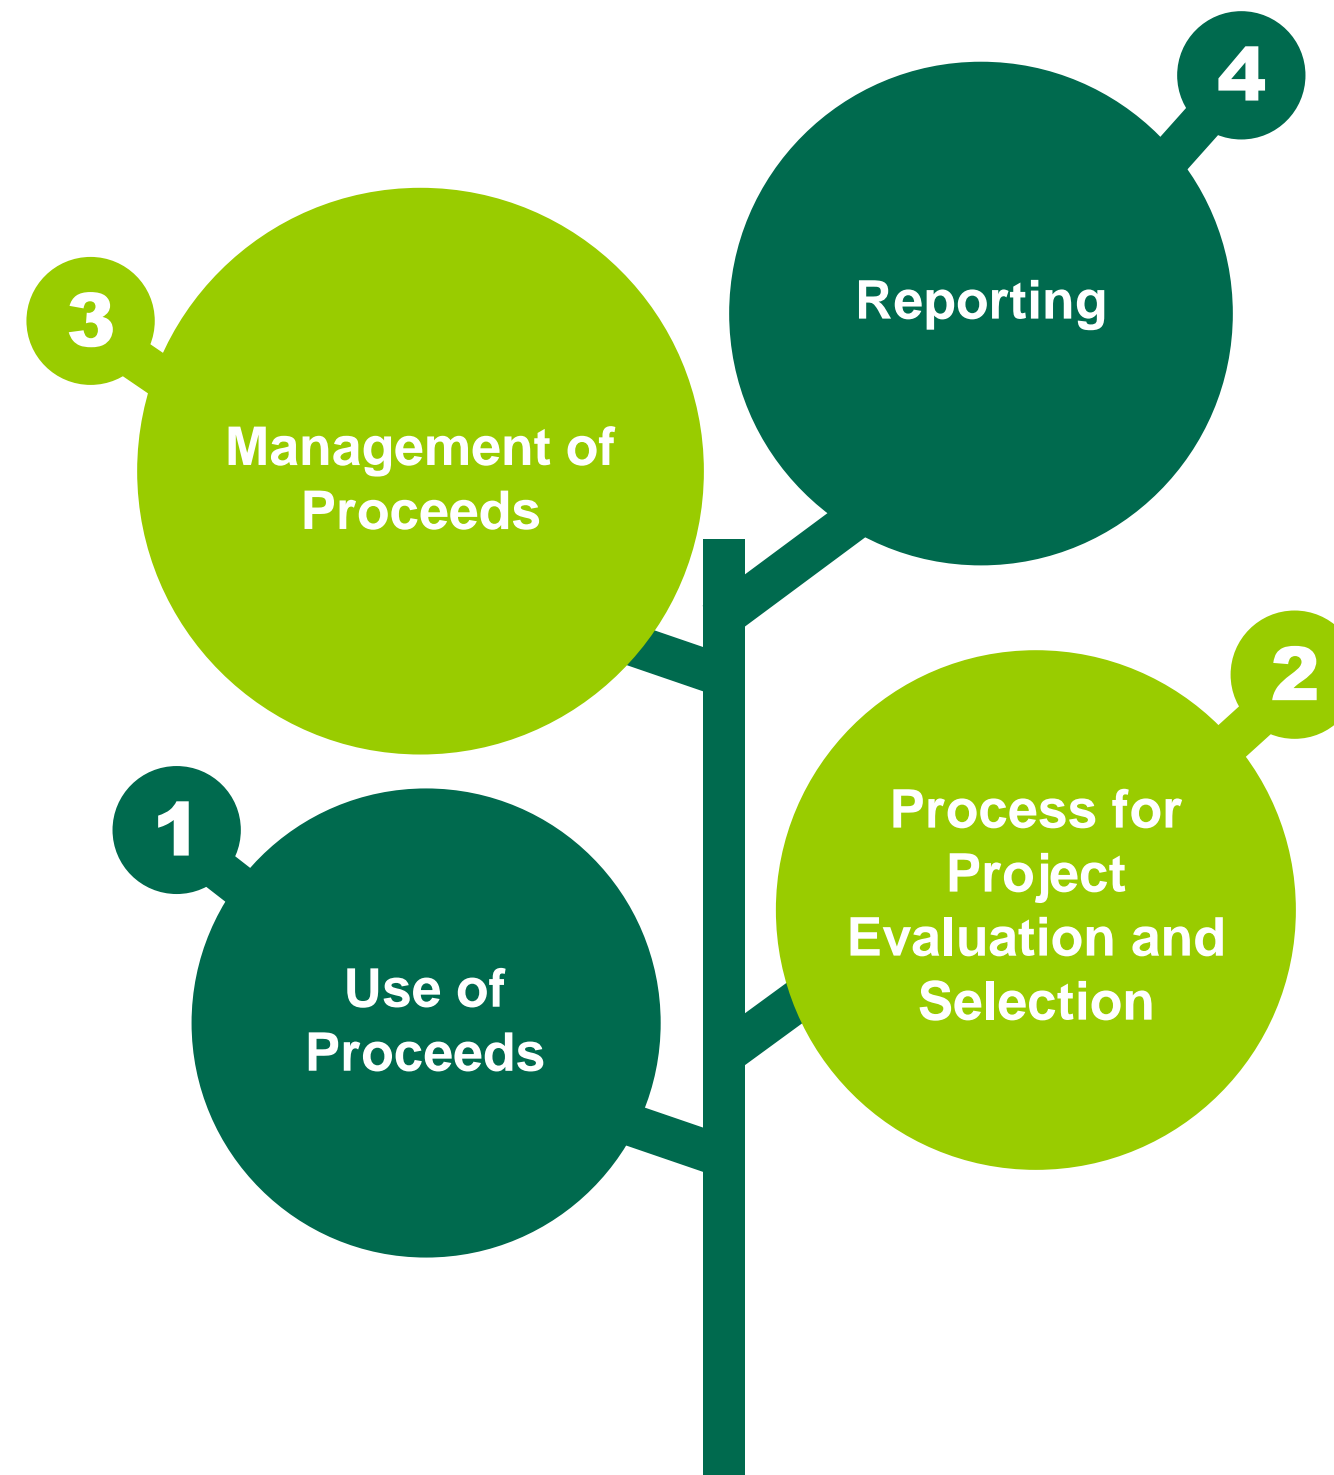 4
Reporting
3
Management of
Proceeds
2
Process for
Project
Evaluation and
Selection
1
Use of
Proceeds